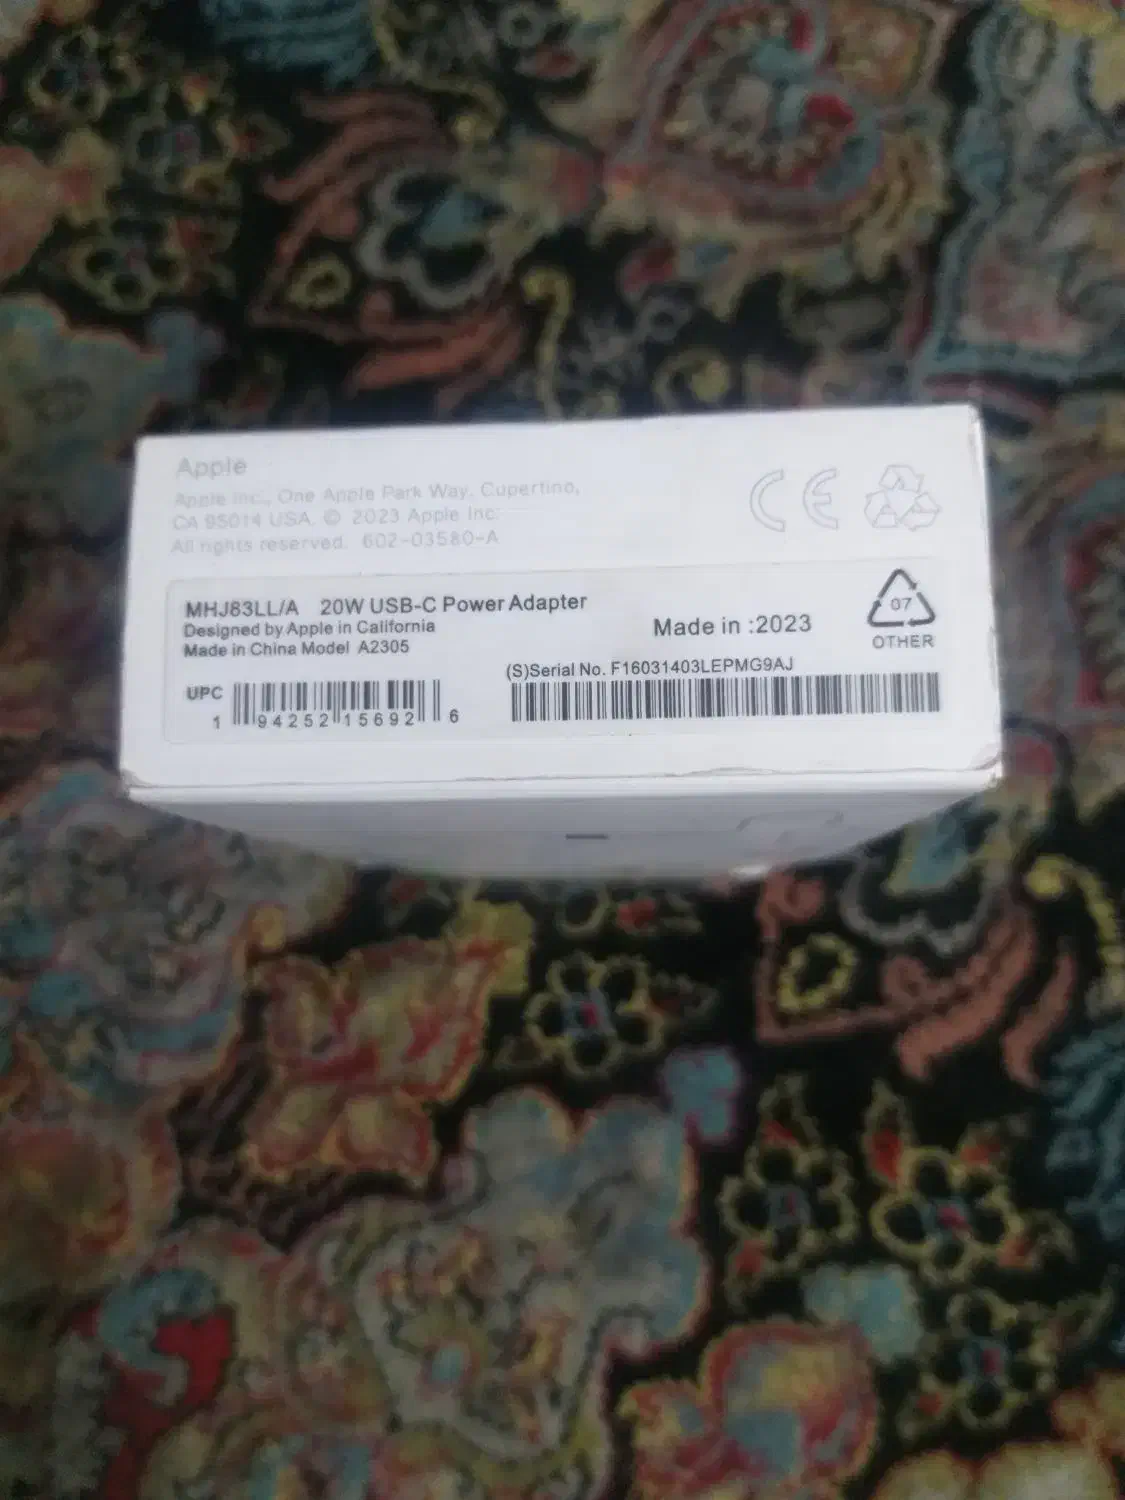 Apple
Apple Inc., One Apple Park Way, Cupertino,
CA 95014 USA. © 2023 Apple Inc.
All rights reserved. 602-03580-A
CE
MHJ83LL/A 20W USB-C Power Adapter
Designed by Apple in California
Made in China Model A2305
Made in :2023
07
OTHER
(S)Serial No. F16031403LEPMG9AJ
UPC
1 94252 15692 6